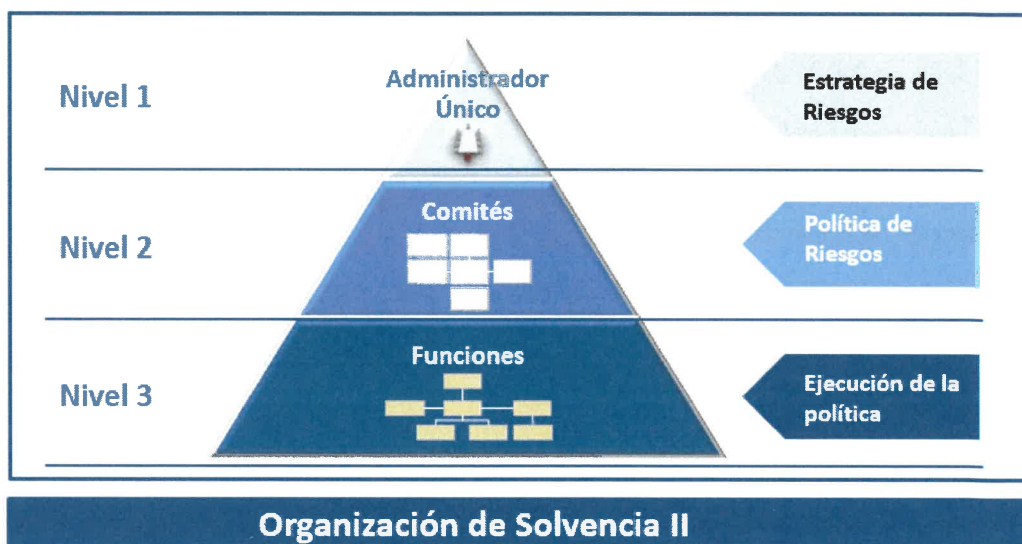 Nivel 1
Administrador
Único
Estrategia de
Riesgos
Nivel 2
Comités
Política de
Riesgos
Nivel 3
Funciones
Ejecución de la
política
Organización de Solvencia II